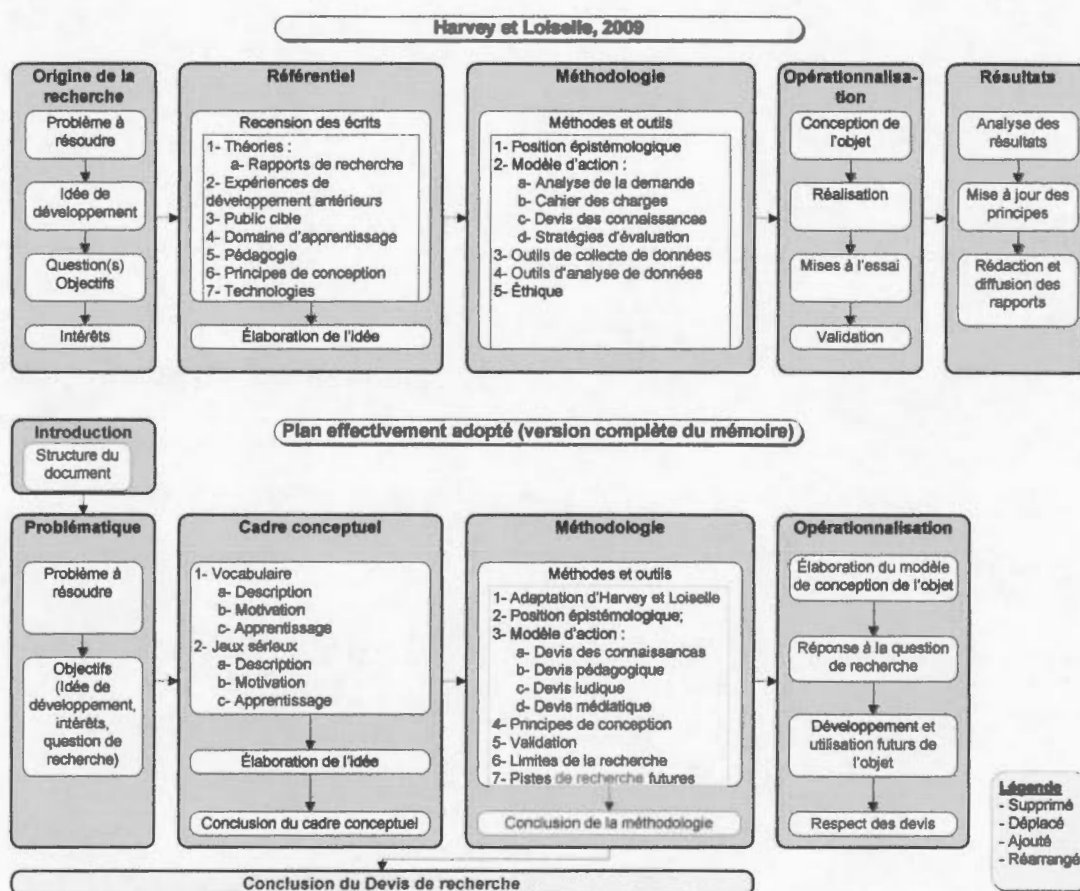 Harvey et Loiselle, 2009
Origine de la
recherche
Problème à
résoudre
Idée de
développement
Question(s)
Objectifs
Intérêts
Référentiel
Recension des écrits
1- Théories :
a- Rapports de recherche
2- Expériences de
développement antérieurs
3- Public cible
4- Domaine d'apprentissage
5- Pédagogie
6- Principes de conception
7- Technologies
Élaboration de l'idée
Méthodologie
Méthodes et outils
1- Position épistémologique
2- Modèle d'action :
a- Analyse de la demande
b- Cahier des charges
c- Devis des connaissances
d- Stratégies d'évaluation
3- Outils de collecte de données
4- Outils d'analyse de données
5- Éthique
Opérationnalisa-
tion
Conception de
l'objet
Réalisation
Mises à l'essai
Validation
Résultats
Analyse des
résultats
Mise à jour des
principes
Rédaction et
diffusion des
rapports
Plan effectivement adopté (version complète du mémoire)
Introduction
Structure du
document
Problématique
Problème à
résoudre
Objectifs
(Idée de
développement,
intérêts,
question de
recherche)
Cadre conceptuel
1- Vocabulaire
a- Description
b- Motivation
c- Apprentissage
2- Jeux sérieux
a- Description
b- Motivation
c- Apprentissage
Élaboration de l'idée
Conclusion du cadre conceptuel
Méthodologie
Méthodes et outils
1- Adaptation d'Harvey et Loiselle
2- Position épistémologique;
3- Modèle d'action :
a- Devis des connaissances
b- Devis pédagogique
c- Devis ludique
d- Devis médiatique
4- Principes de conception
5- Validation
6- Limites de la recherche
7- Pistes de recherche futures
Conclusion de la méthodologie
Opérationnalisation
Élaboration du modèle
de conception de l'objet
Réponse à la question
de recherche
Développement et
utilisation futurs de
l'objet
Respect des devis
Légende
- Supprimé
- Déplacé
- Ajouté
- Réarrangé
Conclusion du Devis de recherche